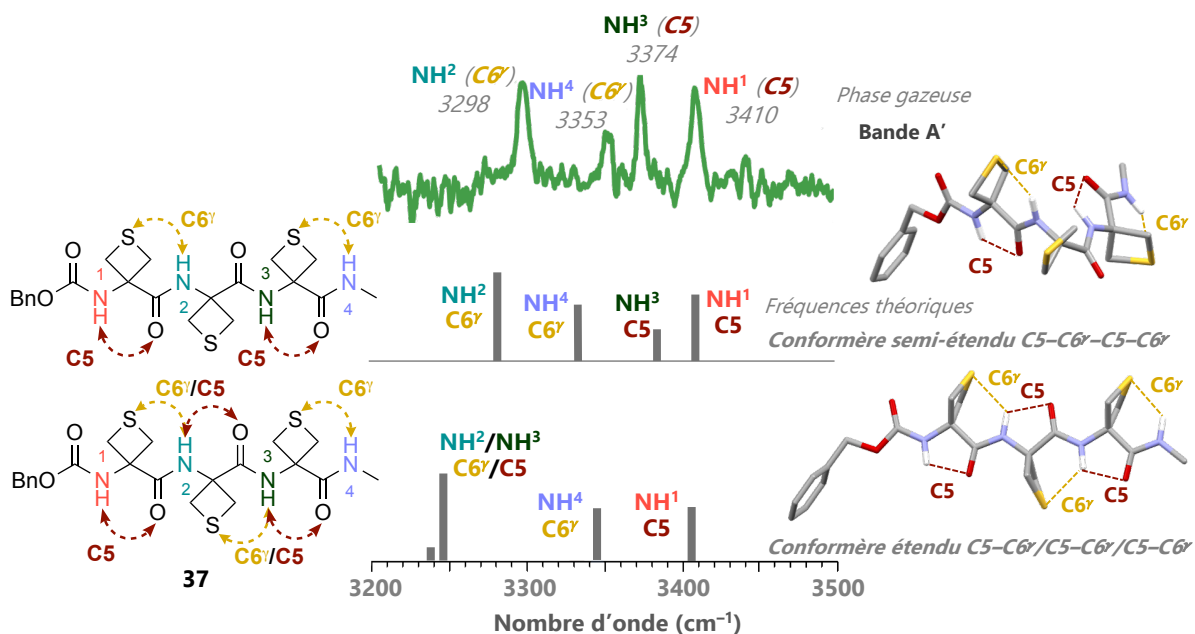 NH³ (C5)
3374
NH² (C6ᵞ)
3298
NH⁴ (C6ᵞ)
3353
NH¹ (C5)
3410
Phase gazeuse
Bande A’
C6ᵞ
C5
C6ᵞ
C5
C6ᵞ
C6ᵞ
S
H
O
S
H
1
3
BnO
O
N
N
N
N
H
2
O
S
H
O
4
C5
C5
NH²
C6ᵞ
NH⁴
C6ᵞ
NH³
C5
NH¹
C5
Fréquences théoriques
Conformère semi-étendu C5–C6ᵞ–C5–C6ᵞ
C6ᵞ/C5
C6ᵞ
S
H
O
S
H
1
3
BnO
O
N
N
N
N
H
2
O
S
H
O
4
C5
C6ᵞ/C5
37
NH²/NH³
C6ᵞ/C5
NH⁴
C6ᵞ
NH¹
C5
C6ᵞ
C5
C6ᵞ
C5
C6ᵞ
C5
Conformère étendu C5–C6ᵞ/C5–C6ᵞ/C5–C6ᵞ
3200 3300 3400 3500
Nombre d’onde (cm⁻¹)